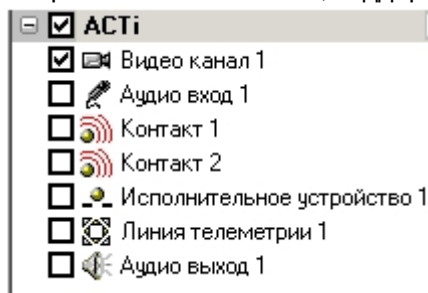 ACTi
Видео канал 1
Аудио вход 1
Контакт 1
Контакт 2
Исполнительное устройство 1
Линия телеметрии 1
Аудио выход 1